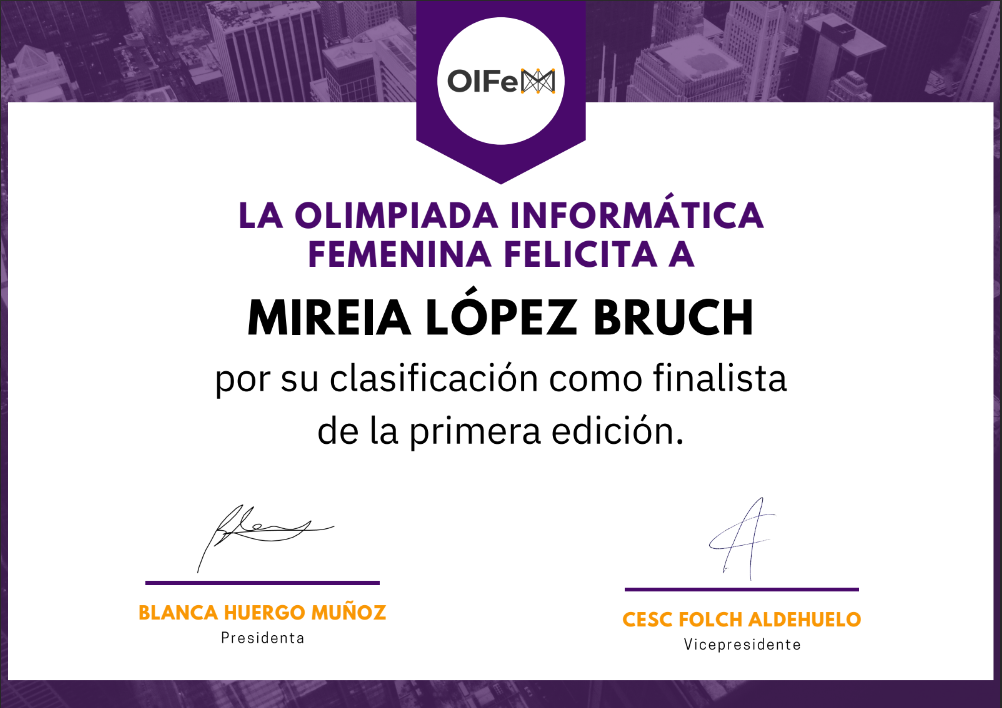 OIFeM
LA OLIMPIADA INFORMÁTICA
FEMENINA FELICITA A
MIREIA LÓPEZ BRUCH
por su clasificación como finalista
de la primera edición.
BLANCA HUERGO MUÑOZ
Presidenta
CESC FOLCH ALDEHUELO
Vicepresidente